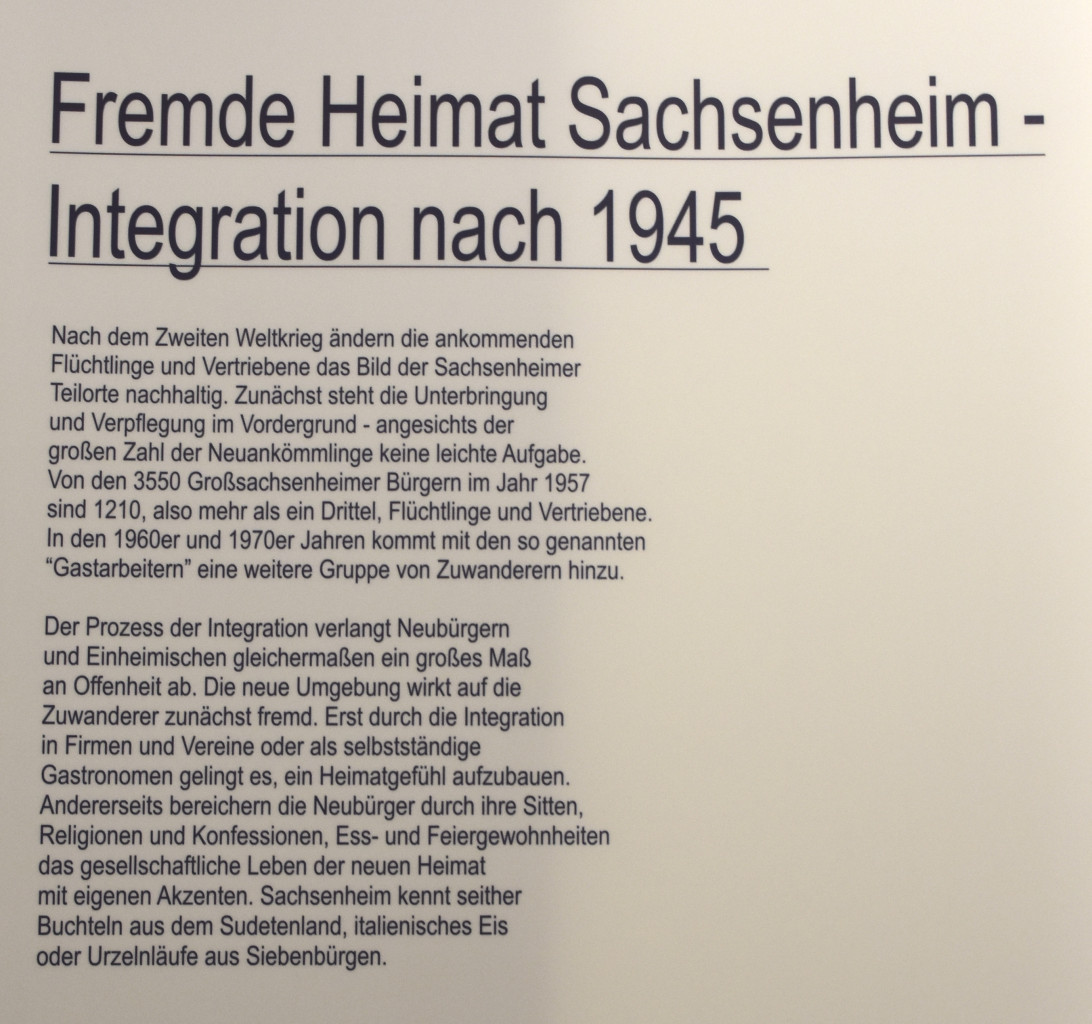 Fremde Heimat Sachsenheim -
Integration nach 1945
Nach dem Zweiten Weltkrieg ändern die ankommenden
Flüchtlinge und Vertriebene das Bild der Sachsenheimer
Teilorte nachhaltig. Zunächst steht die Unterbringung
und Verpflegung im Vordergrund - angesichts der
großen Zahl der Neuankömmlinge keine leichte Aufgabe.
Von den 3550 Großsachsenheimer Bürgern im Jahr 1957
sind 1210, also mehr als ein Drittel, Flüchtlinge und Vertriebene.
In den 1960er und 1970er Jahren kommt mit den so genannten
“Gastarbeitern” eine weitere Gruppe von Zuwanderern hinzu.
Der Prozess der Integration verlangt Neubürgern
und Einheimischen gleichermaßen ein großes Maß
an Offenheit ab. Die neue Umgebung wirkt auf die
Zuwanderer zunächst fremd. Erst durch die Integration
in Firmen und Vereine oder als selbstständige
Gastronomen gelingt es, ein Heimatgefühl aufzubauen.
Andererseits bereichern die Neubürger durch ihre Sitten,
Religionen und Konfessionen, Ess- und Feiergewohnheiten
das gesellschaftliche Leben der neuen Heimat
mit eigenen Akzenten. Sachsenheim kennt seither
Buchteln aus dem Sudetenland, italienisches Eis
oder Urzelnläufe aus Siebenbürgen.